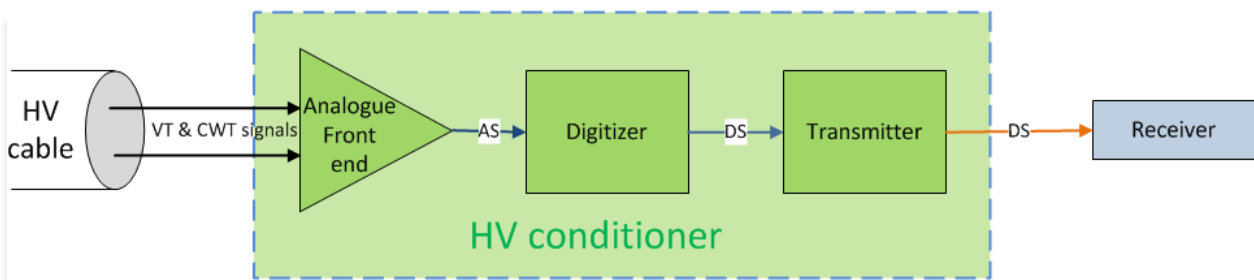 HV
cable
VT & CWT signals
Analogue
Front
end
AS
Digitizer
DS
Transmitter
DS
Receiver
HV conditioner